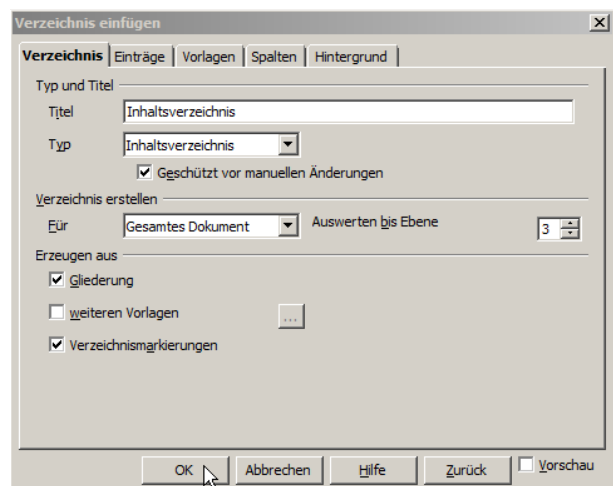 Verzeichnis einfügen
Verzeichnis Einträge Vorlagen Spalten Hintergrund
Typ und Titel
Titel Inhaltsverzeichnis
Typ Inhaltsverzeichnis
Geschützt vor manuellen Änderungen
Verzeichnis erstellen
Für Gesamtes Dokument Auswerten bis Ebene 3
Erzeugen aus
Gliederung
weiteren Vorlagen ...
Verzeichnismarkierungen
OK Abbrechen Hilfe Zurück Vorschau